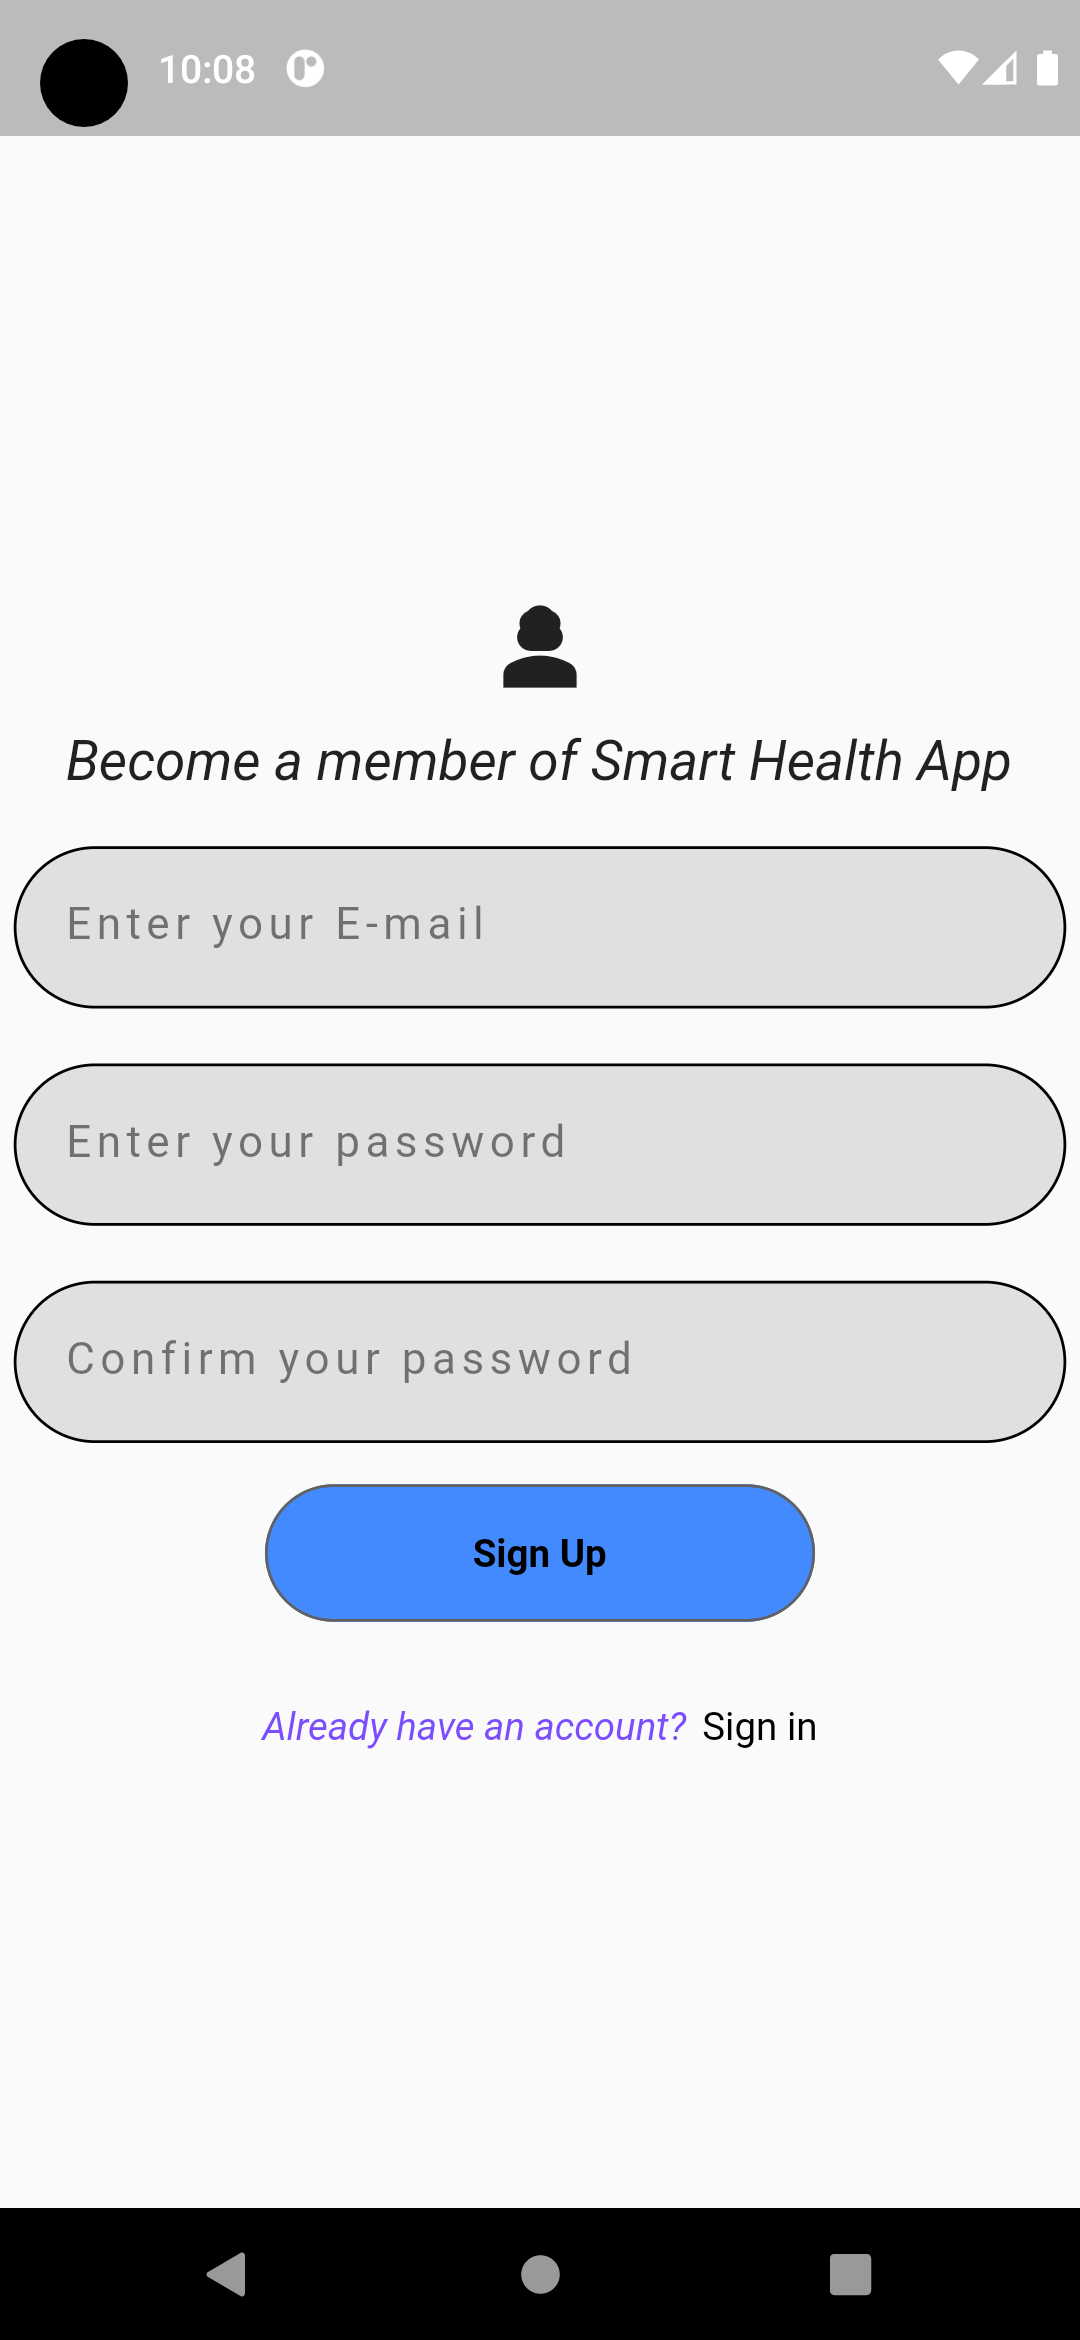 10:08
Become a member of Smart Health App
Enter your E-mail
Enter your password
Confirm your password
Sign Up
Already have an account? Sign in